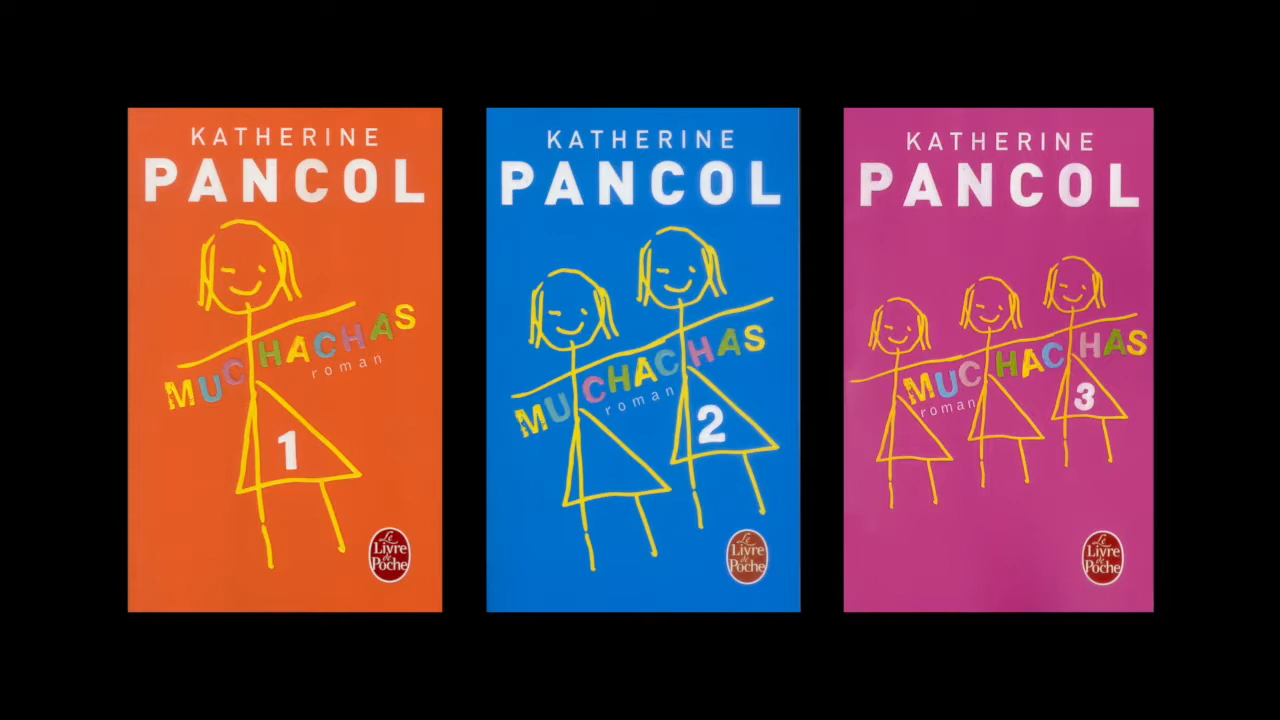 KATHERINE
PANCOL
MUCHACHAS
roman
1
Le
Livre
de
Poche
KATHERINE
PANCOL
MUCHACHAS
roman
2
Le
Livre
de
Poche
KATHERINE
PANCOL
MUCHACHAS
roman
3
Le
Livre
de
Poche